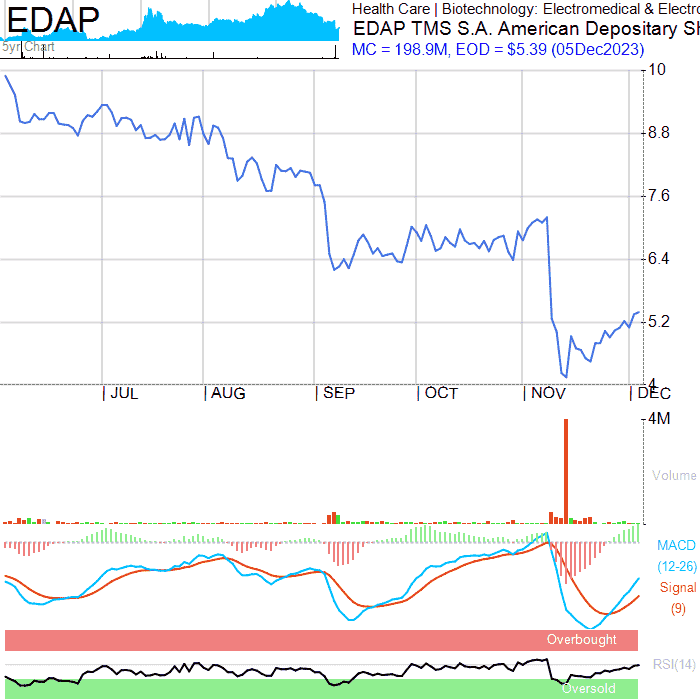 EDAP
5yr Chart
Health Care | Biotechnology: Electromedical & Electro
EDAP TMS S.A. American Depositary Sh
MC = 198.9M, EOD = $5.39 (05Dec2023)
10
8.8
7.6
6.4
5.2
4
JUL AUG SEP OCT NOV DEC
4M
Volume
MACD
(12-26)
Signal
(9)
Overbought
RSI(14)
Oversold